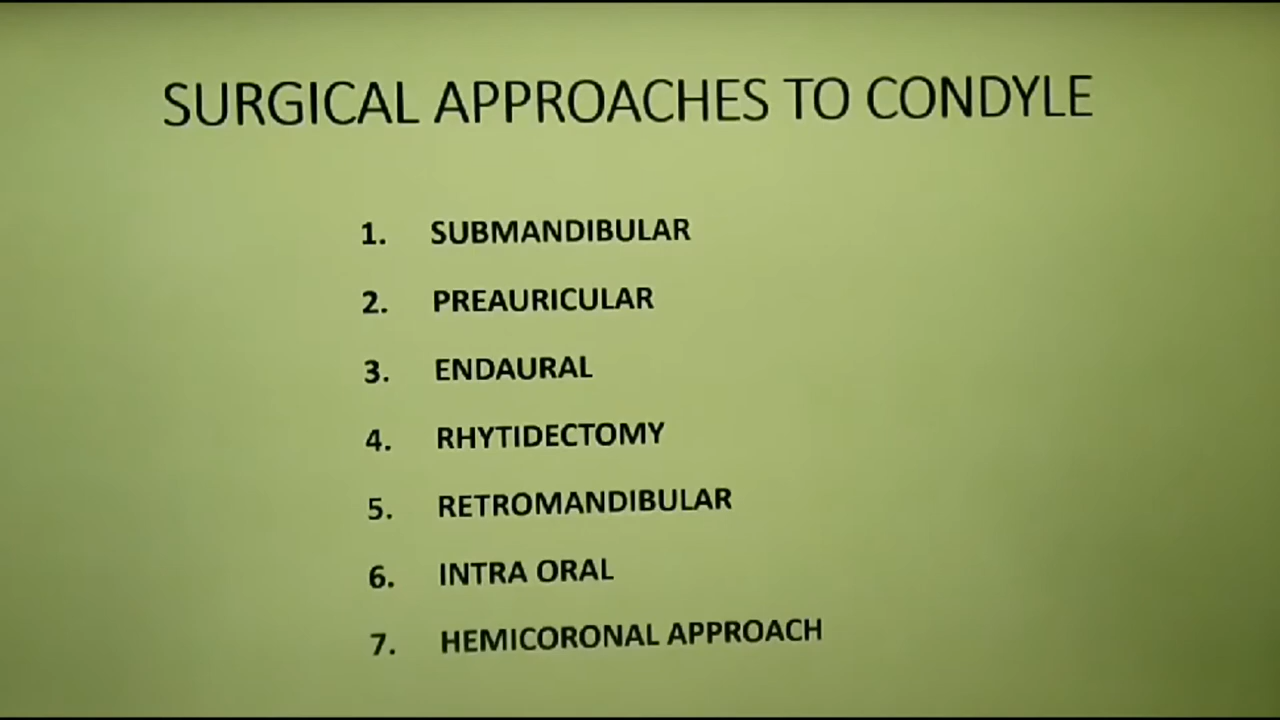 SURGICAL APPROACHES TO CONDYLE
1. SUBMANDIBULAR
2. PREAURICULAR
3. ENDAURAL
4. RHYTIDECTOMY
5. RETROMANDIBULAR
6. INTRA ORAL
7. HEMICORONAL APPROACH